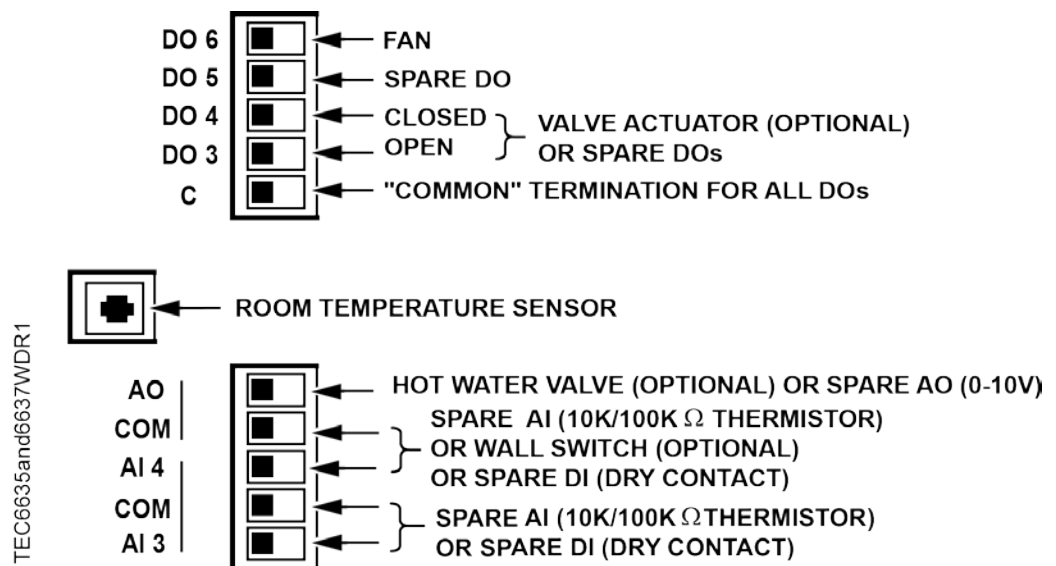 DO 6 FAN
DO 5 SPARE DO
DO 4 CLOSED
VALVE ACTUATOR (OPTIONAL)
DO 3 OPEN
OR SPARE DOs
C "COMMON" TERMINATION FOR ALL DOs
ROOM TEMPERATURE SENSOR
AO HOT WATER VALVE (OPTIONAL) OR SPARE AO (0-10V)
SPARE AI (10K/100K Ω THERMISTOR)
COM
OR WALL SWITCH (OPTIONAL)
AI 4
OR SPARE DI (DRY CONTACT)
COM
SPARE AI (10K/100K Ω THERMISTOR)
AI 3
OR SPARE DI (DRY CONTACT)
TEC6635and6637WDR1